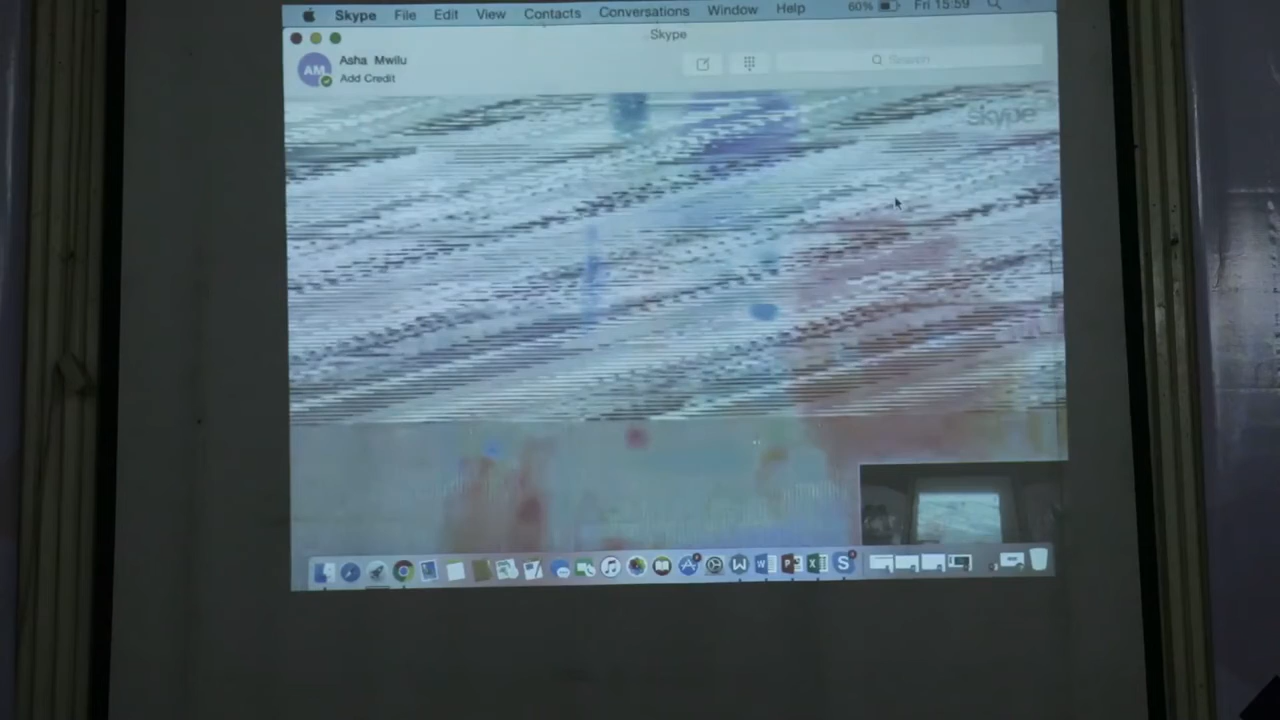 Skype File Edit View Contacts Conversations Window Help 60% Fri 15:59
Skype
AM
Asha Mwilu
Add Credit
Search
skype